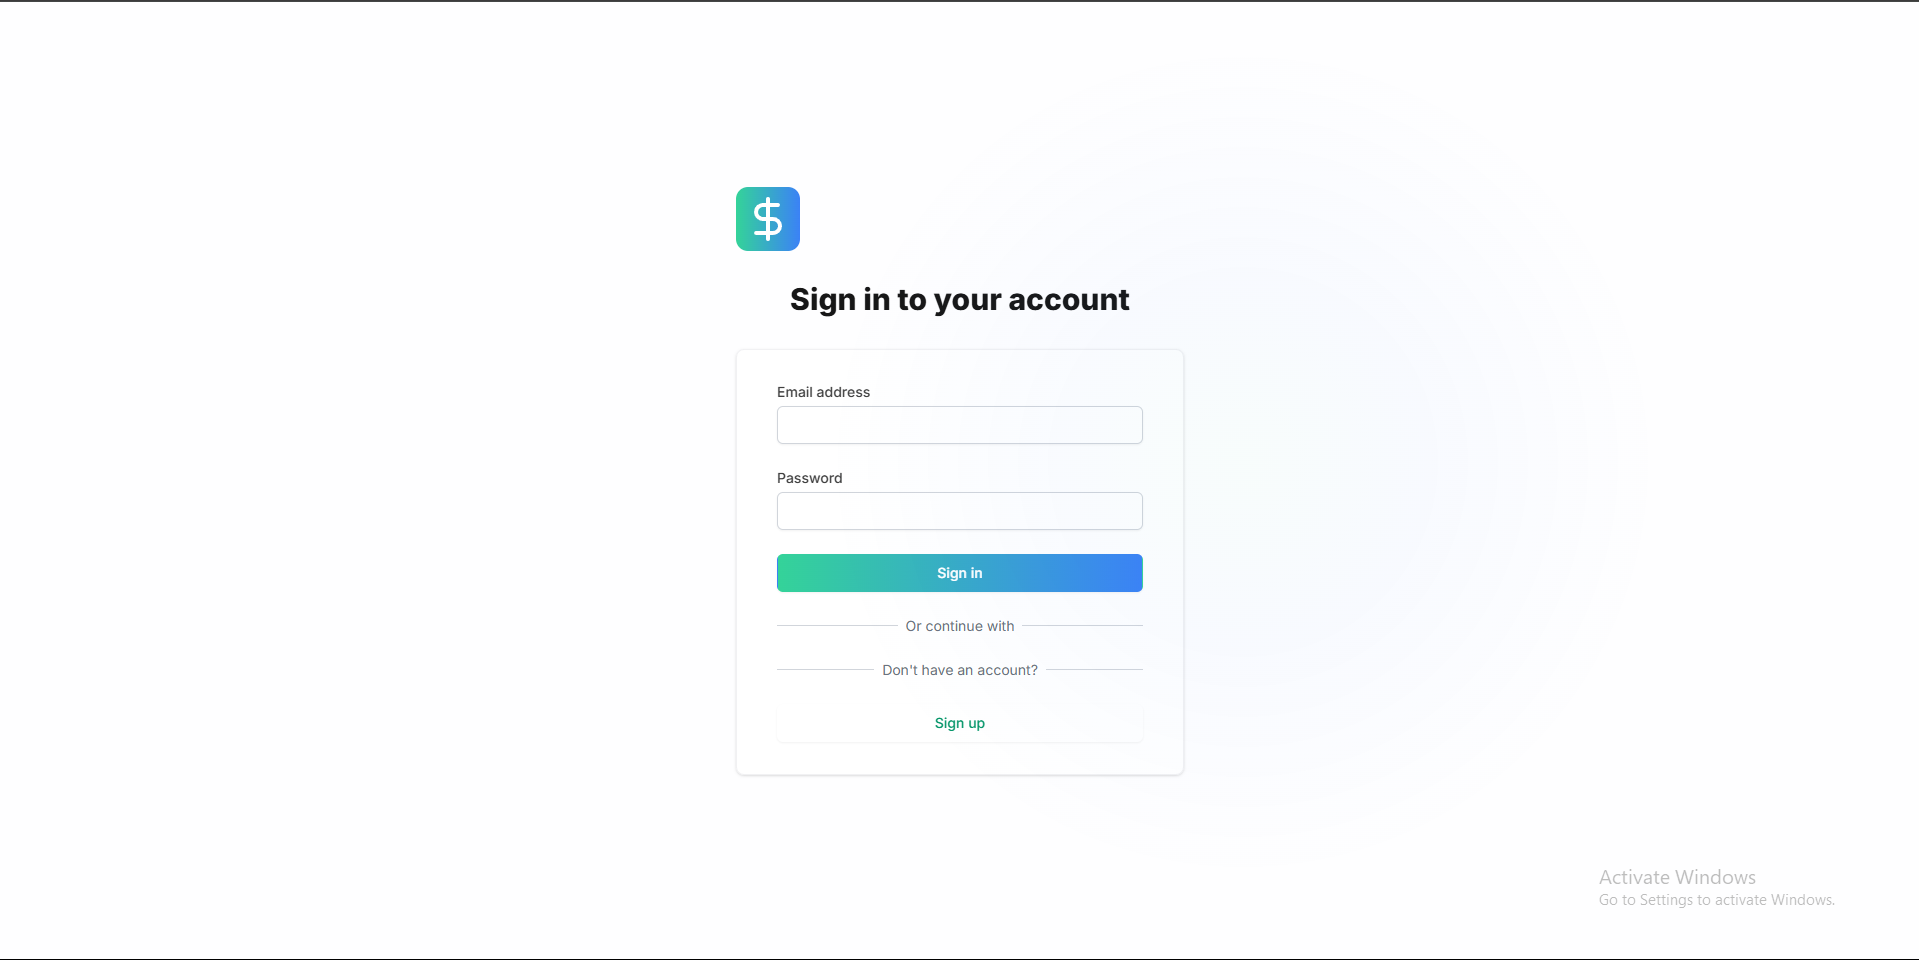 $
Sign in to your account
Email address
Password
Sign in
Or continue with
Don't have an account?
Sign up
Activate Windows
Go to Settings to activate Windows.